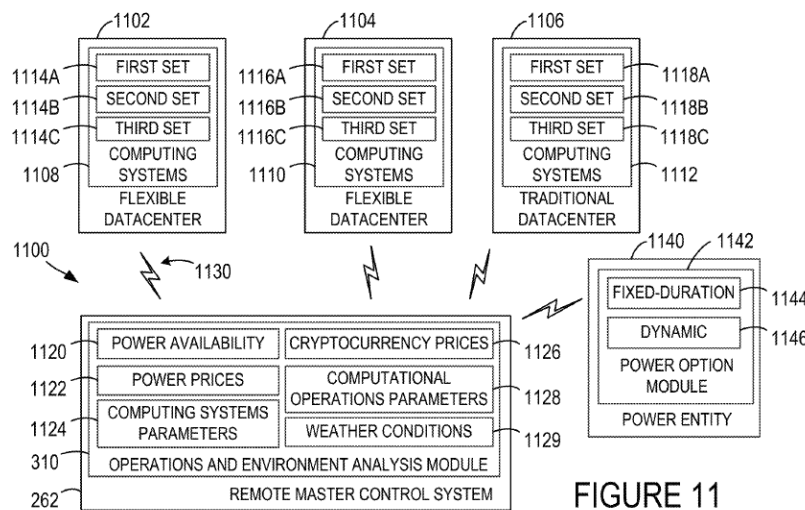 1102
1104
1106
1114A
FIRST SET
1116A
FIRST SET
FIRST SET
1118A
1114B
SECOND SET
1116B
SECOND SET
SECOND SET
1118B
1114C
THIRD SET
1116C
THIRD SET
THIRD SET
1118C
1108
COMPUTING
SYSTEMS
1110
COMPUTING
SYSTEMS
COMPUTING
SYSTEMS
1112
FLEXIBLE
DATACENTER
FLEXIBLE
DATACENTER
TRADITIONAL
DATACENTER
1100
1130
1140
1142
FIXED-DURATION
1144
DYNAMIC
1146
POWER OPTION
MODULE
POWER ENTITY
1120
POWER AVAILABILITY
CRYPTOCURRENCY PRICES
1126
1122
POWER PRICES
COMPUTATIONAL
OPERATIONS PARAMETERS
1128
1124
COMPUTING SYSTEMS
PARAMETERS
WEATHER CONDITIONS
1129
310
OPERATIONS AND ENVIRONMENT ANALYSIS MODULE
262
REMOTE MASTER CONTROL SYSTEM
FIGURE 11